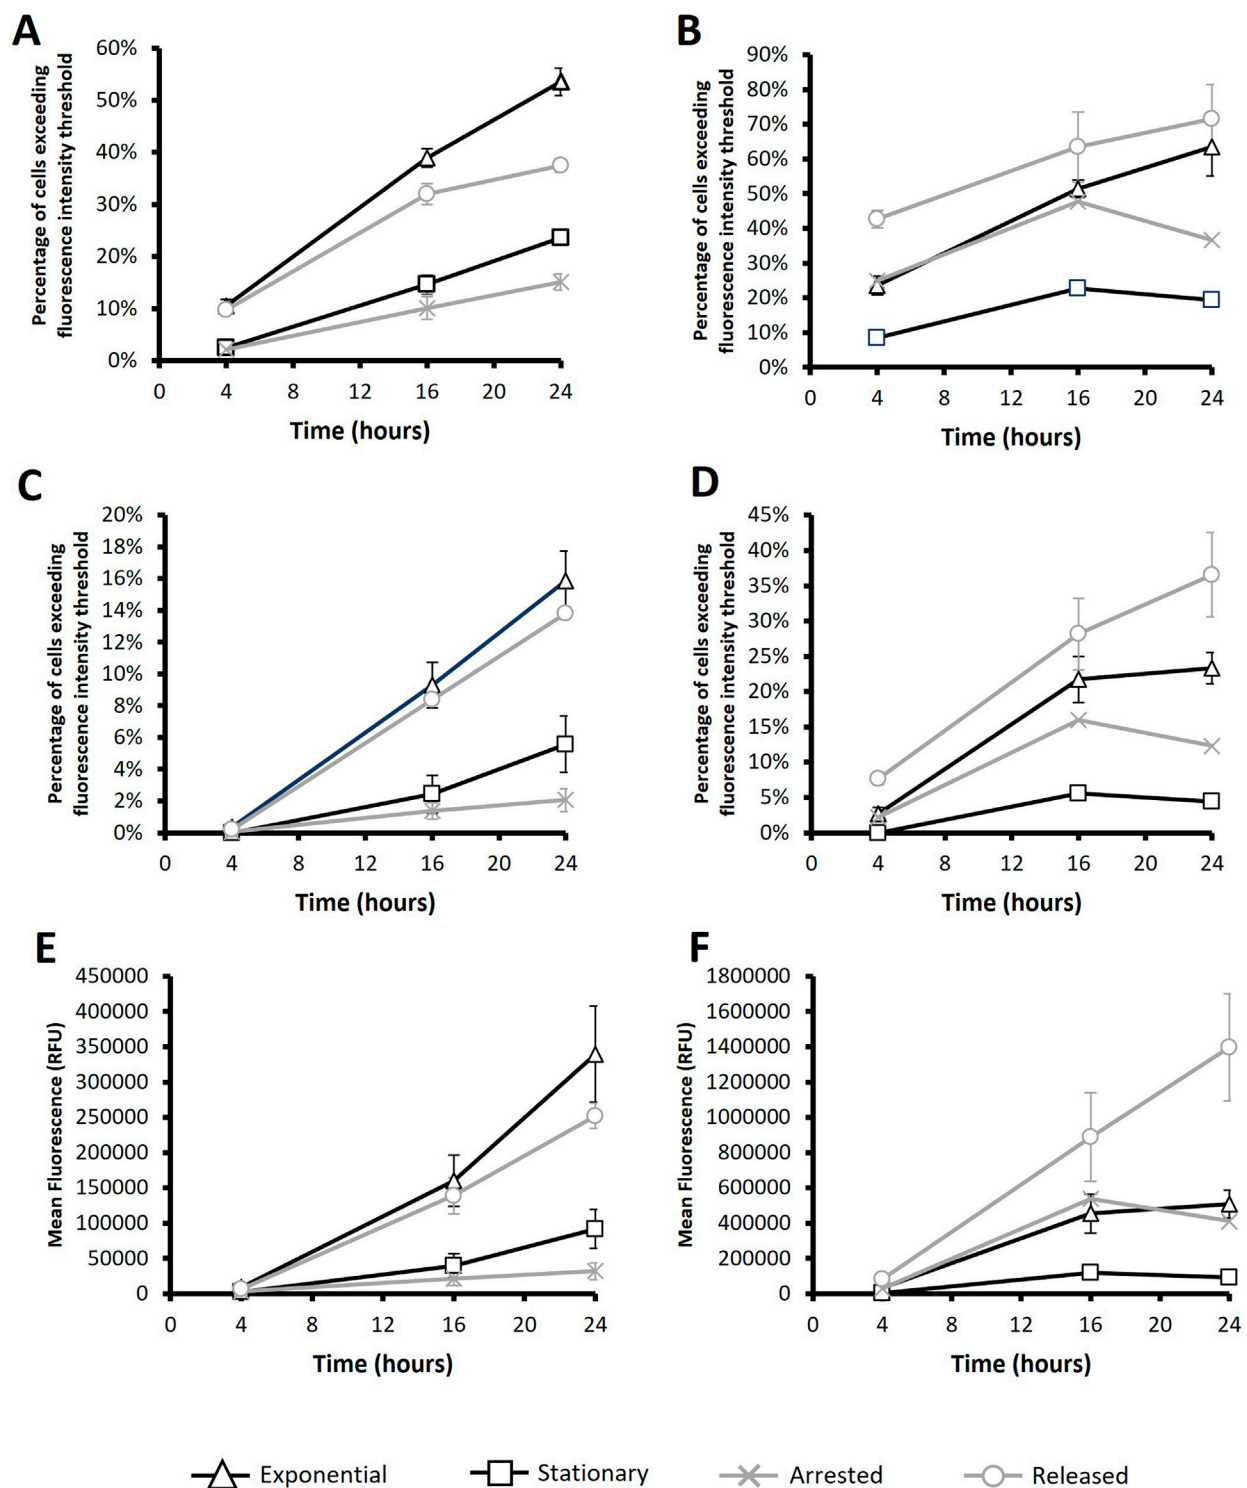 A
Percentage of cells exceeding
fluorescence intensity threshold
60%
50%
40%
30%
20%
10%
0%
0 4 8 12 16 20 24
Time (hours)
B
Percentage of cells exceeding
fluorescence intensity threshold
90%
80%
70%
60%
50%
40%
30%
20%
10%
0%
0 4 8 12 16 20 24
Time (hours)
C
Percentage of cells exceeding
fluorescence intensity threshold
20%
18%
16%
14%
12%
10%
8%
6%
4%
2%
0%
0 4 8 12 16 20 24
Time (hours)
D
Percentage of cells exceeding
fluorescence intensity threshold
45%
40%
35%
30%
25%
20%
15%
10%
5%
0%
0 4 8 12 16 20 24
Time (hours)
E
Mean Fluorescence (RFU)
450000
400000
350000
300000
250000
200000
150000
100000
50000
0
0 4 8 12 16 20 24
Time (hours)
F
Mean Fluorescence (RFU)
1800000
1600000
1400000
1200000
1000000
800000
600000
400000
200000
0
0 4 8 12 16 20 24
Time (hours)
Exponential Stationary Arrested Released